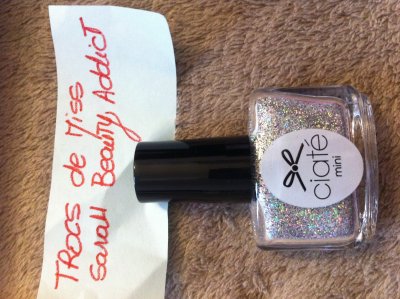 TROCS de Miss
Sarah Beauty Addict
ciaté
mini